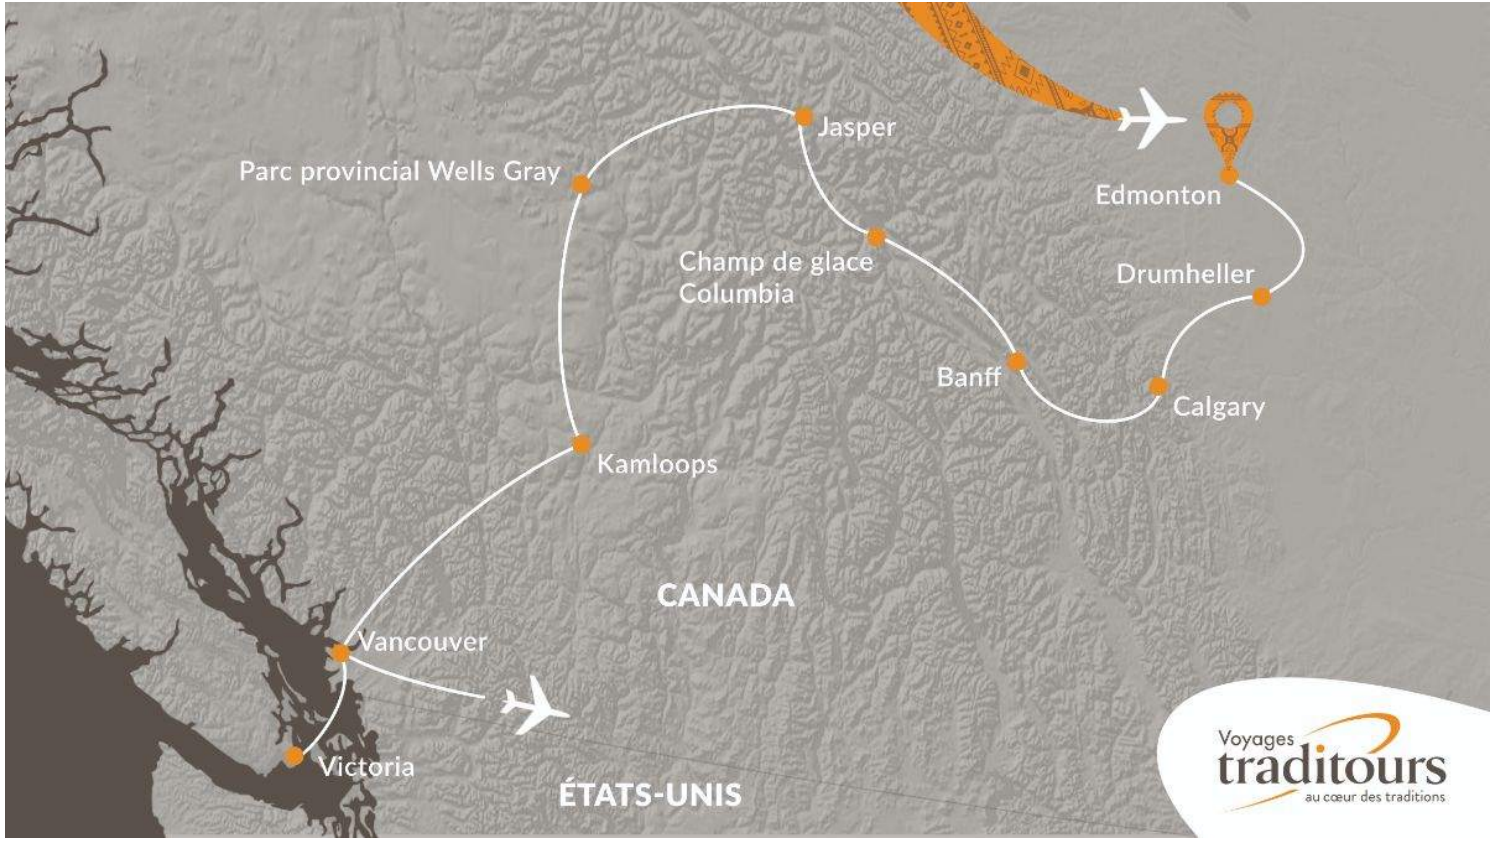 Jasper
Parc provincial Wells Gray
Edmonton
Champ de glace
Columbia
Drumheller
Banff
Calgary
Kamloops
CANADA
Vancouver
Victoria
ÉTATS-UNIS
Voyages
traditours
au cœur des traditions